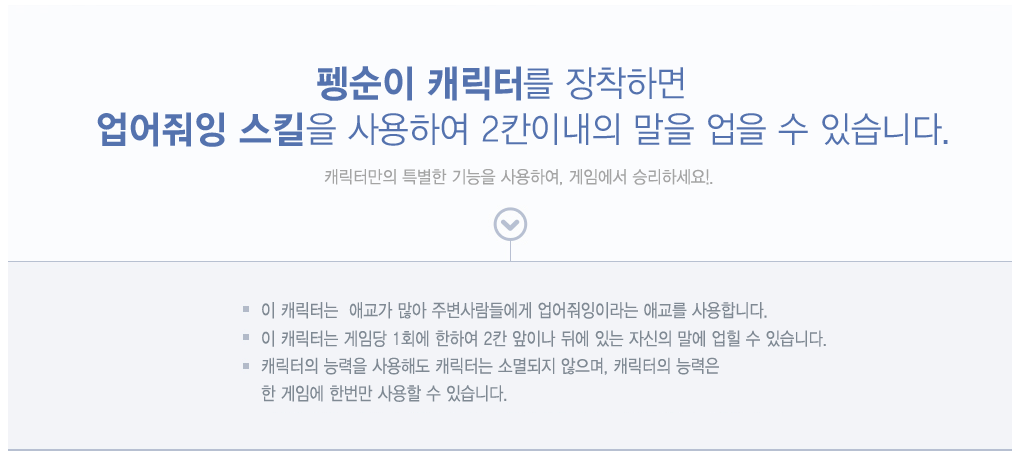 펭순이 캐릭터를 장착하면
업어줘잉 스킬을 사용하여 2칸이내의 말을 업을 수 있습니다.
캐릭터만의 특별한 기능을 사용하여, 게임에서 승리하세요!.
이 캐릭터는 애교가 많아 주변사람들에게 업어줘잉이라는 애교를 사용합니다.
이 캐릭터는 게임당 1회에 한하여 2칸 앞이나 뒤에 있는 자신의 말에 업힐 수 있습니다.
캐릭터의 능력을 사용해도 캐릭터는 소멸되지 않으며, 캐릭터의 능력은
한 게임에 한번만 사용할 수 있습니다.